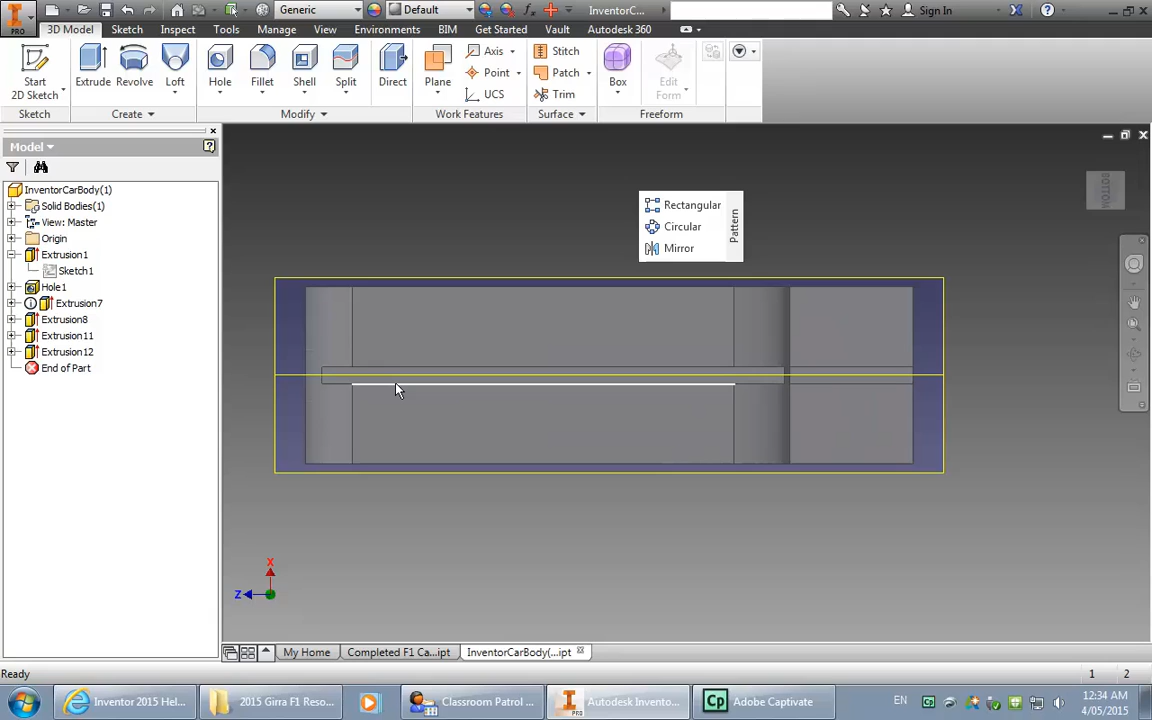 Generic
Default
InventorC...
Sign In
PRO
3D Model
Sketch
Inspect
Tools
Manage
View
Environments
BIM
Get Started
Vault
Autodesk 360
Start
2D Sketch
Extrude
Revolve
Loft
Hole
Fillet
Shell
Split
Direct
Plane
Axis
Point
UCS
Stitch
Patch
Trim
Box
Edit
Form
Sketch
Create
Modify
Work Features
Surface
Freeform
Model
InventorCarBody(1)
Solid Bodies(1)
View: Master
Origin
Extrusion1
Sketch1
Hole1
Extrusion7
Extrusion8
Extrusion11
Extrusion12
End of Part
Rectangular
Circular
Mirror
Pattern
BOTTOM
X
Z
My Home
Completed F1 Ca...ipt
InventorCarBody(...ipt
Ready
1
2
Inventor 2015 Hel...
2015 Girra F1 Reso...
Classroom Patrol ...
PRO
Autodesk Invento...
Cp
Adobe Captivate
EN
Cp
12:34 AM
4/05/2015